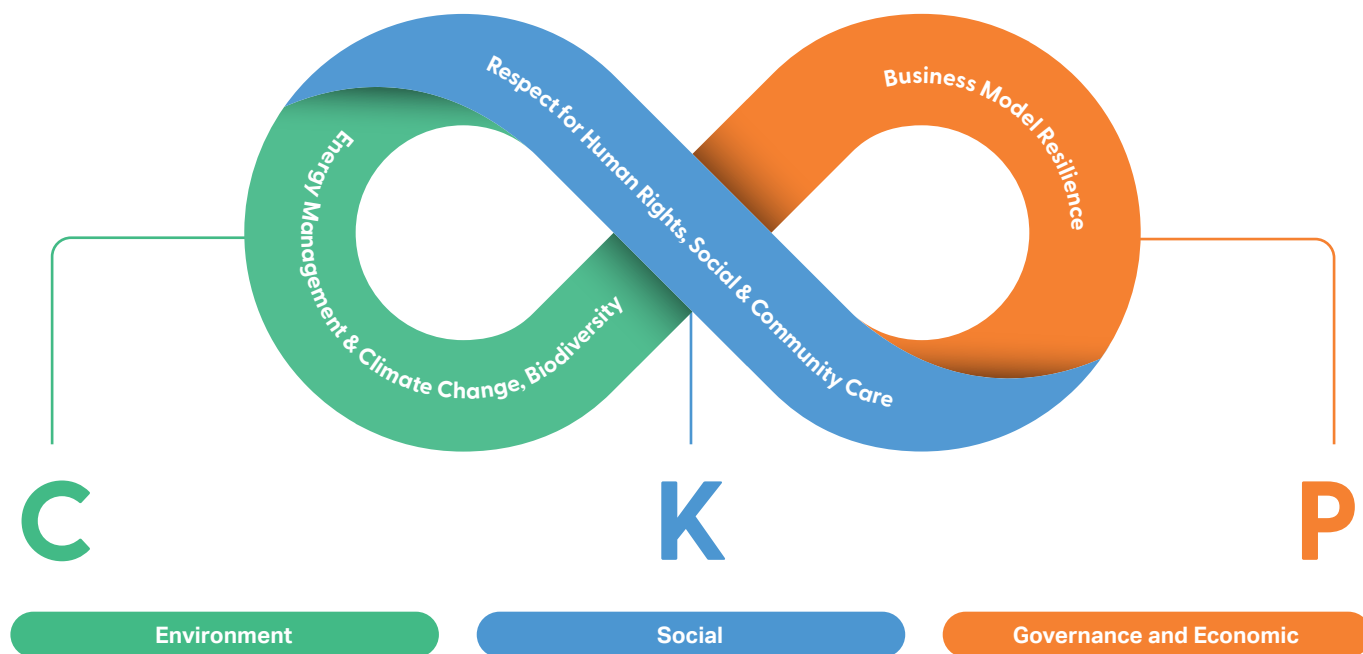 Energy Management & Climate Change, Biodiversity
Respect for Human Rights, Social & Community Care
Business Model Resilience
C
K
P
Environment
Social
Governance and Economic